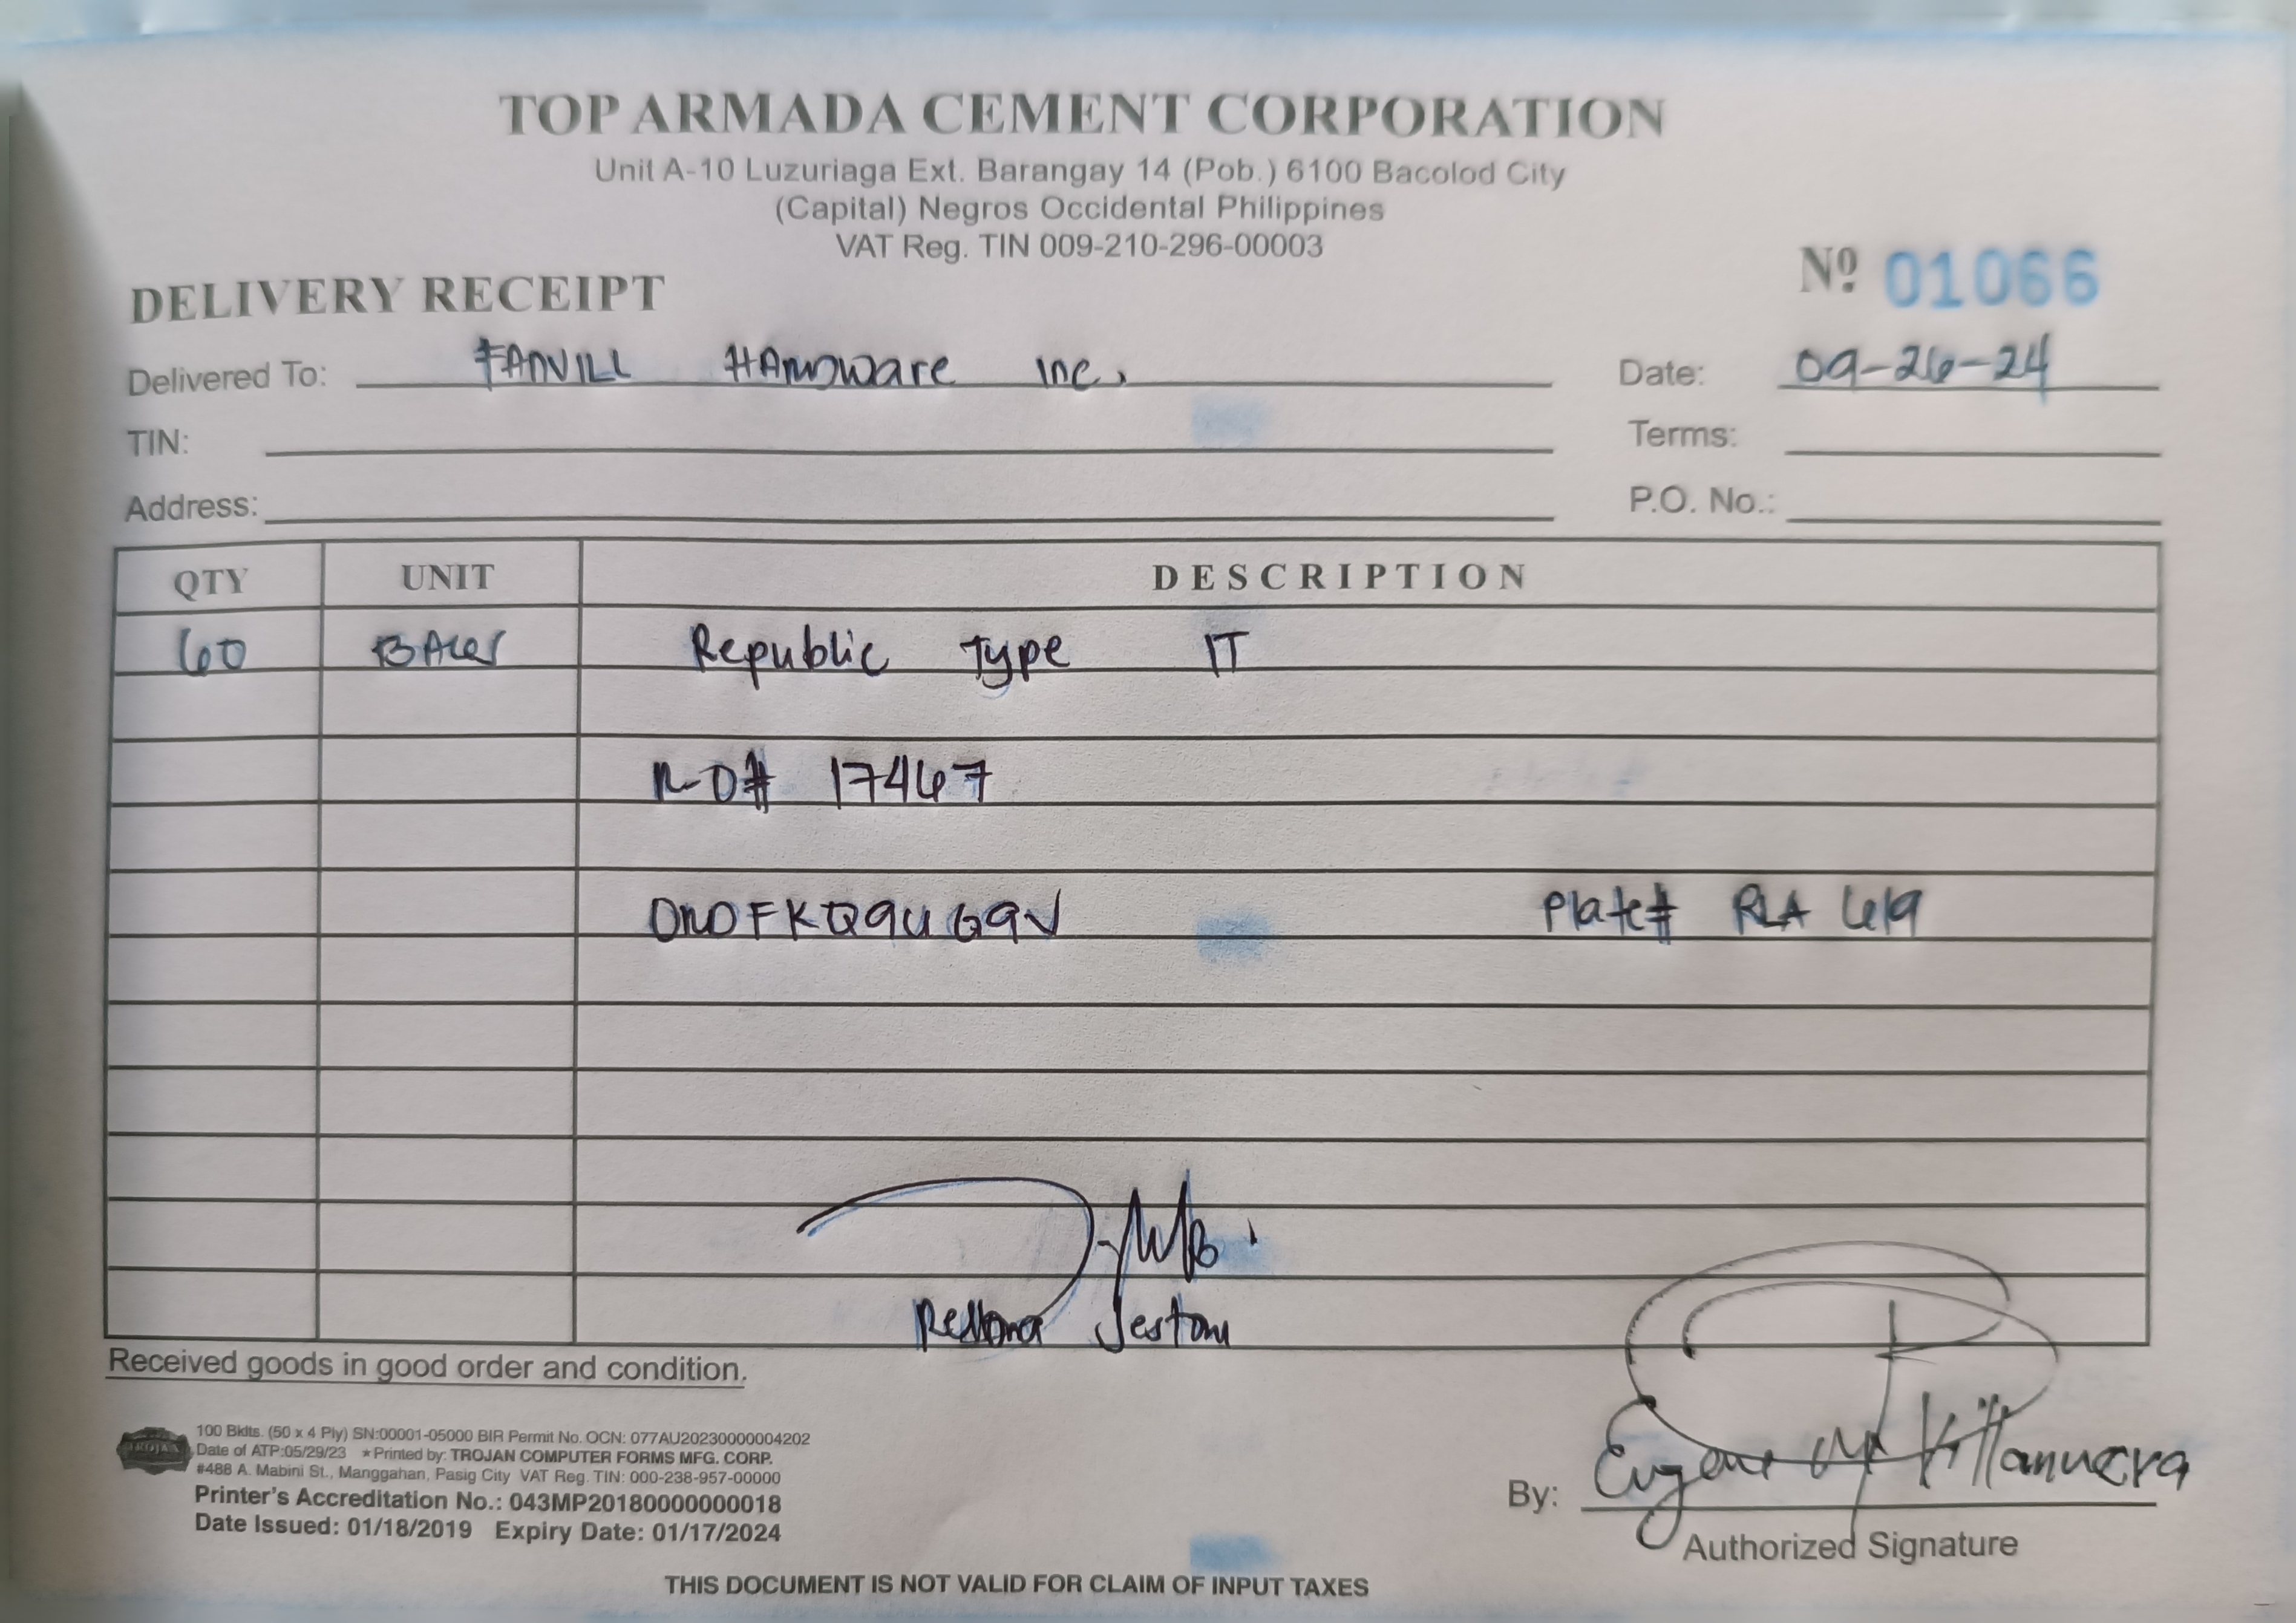 TOP ARMADA CEMENT CORPORATION
Unit A-10 Luzuriaga Ext. Barangay 14 (Pob.) 6100 Bacolod City
(Capital) Negros Occidental Philippines
VAT Reg. TIN 009-210-296-00003
DELIVERY RECEIPT Nº 01066
Delivered To: FANVILL HARDware Inc. Date: 09-26-24
TIN: Terms:
Address: P.O. No.:
QTY UNIT DESCRIPTION
60 BAGS Republic Type IT
R-O# 17467
Plate# RLA 619
Jestoni
Received goods in good order and condition.
TROJAN
100 Bklts. (50 x 4 Ply) SN:00001-05000 BIR Permit No. OCN: 077AU20230000004202
Date of ATP:05/29/23 ★Printed by: TROJAN COMPUTER FORMS MFG. CORP.
#488 A. Mabini St., Manggahan, Pasig City VAT Reg. TIN: 000-238-957-00000
Printer's Accreditation No.: 043MP20180000000018
Date Issued: 01/18/2019 Expiry Date: 01/17/2024
By: Eugene Villanueva
Authorized Signature
THIS DOCUMENT IS NOT VALID FOR CLAIM OF INPUT TAXES